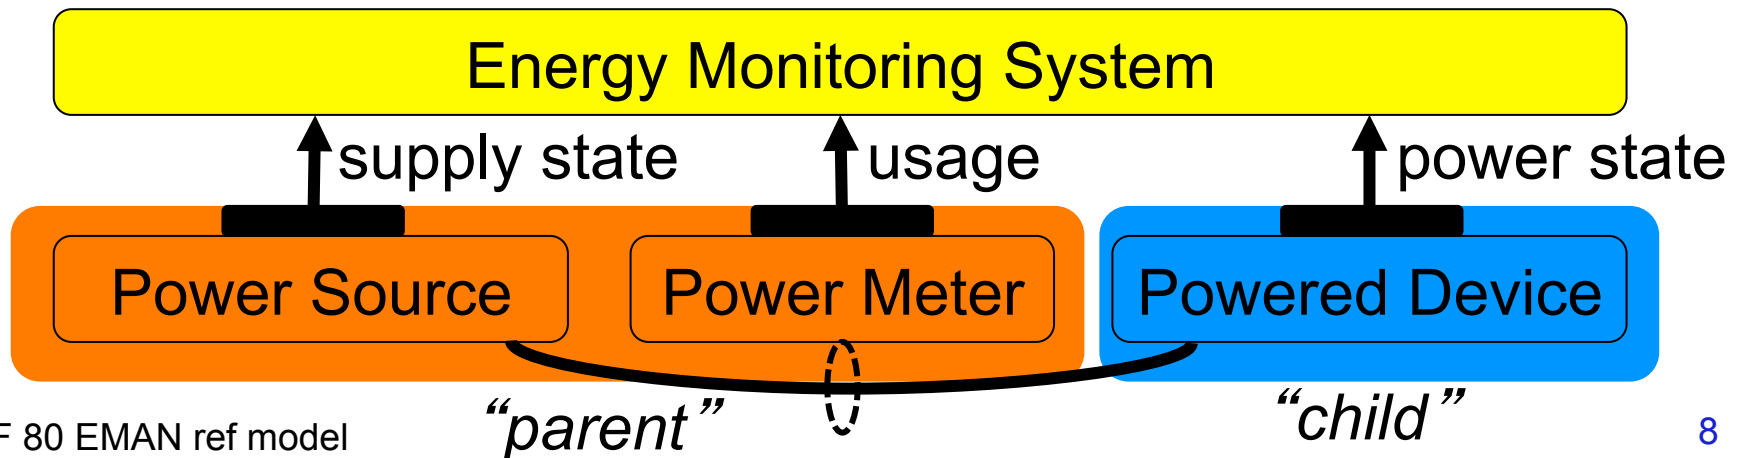 Energy Monitoring System
supply state
usage
power state
Power Source
Power Meter
Powered Device
“parent”
“child”
F 80 EMAN ref model
8